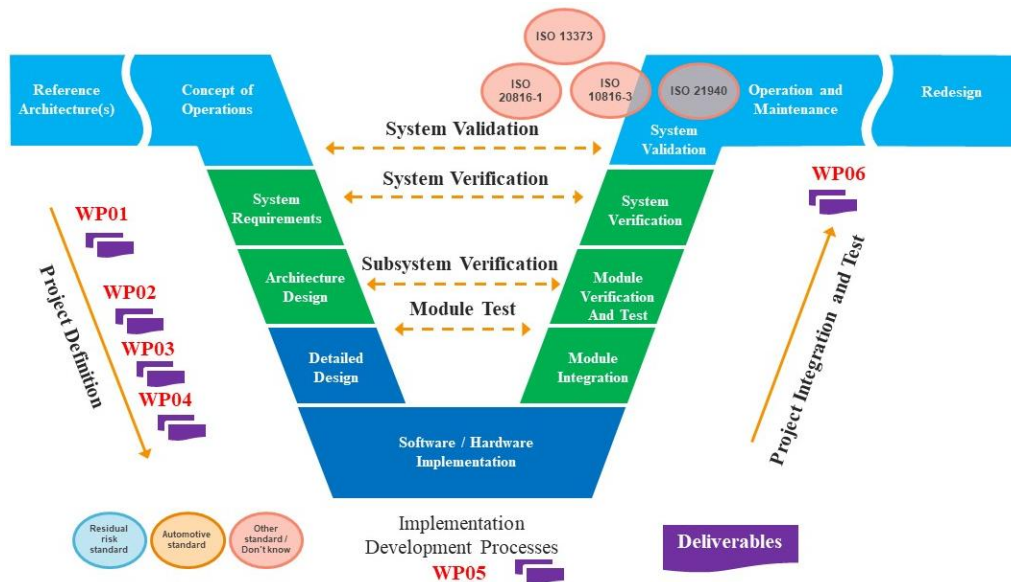 ISO 13373
ISO
20816-1
ISO
10816-3
ISO 21940
Reference
Architecture(s)
Concept of
Operations
Operation and
Maintenance
Redesign
System Validation
System
Validation
System Verification
System
Requirements
System
Verification
WP06
WP01
Subsystem Verification
Architecture
Design
Module
Verification
And Test
Module Test
WP02
WP03
WP04
Project Definition
Detailed
Design
Module
Integration
Project Integration and Test
Software / Hardware
Implementation
Residual
risk
standard
Automotive
standard
Other
standard /
Don't know
Implementation
Development Processes
WP05
Deliverables